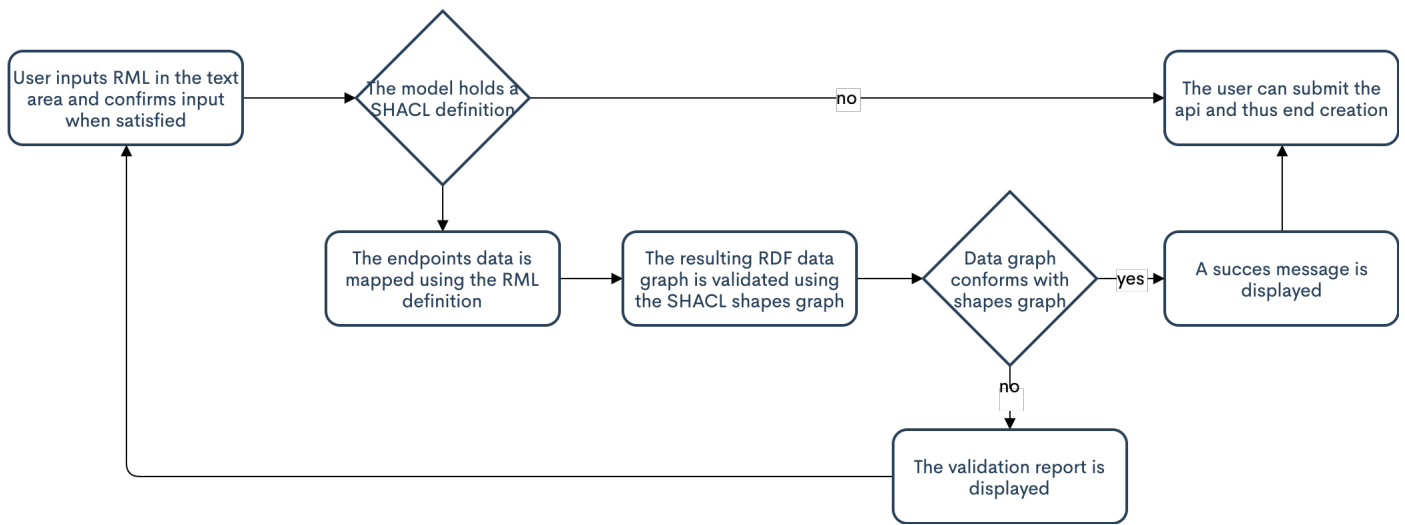 User inputs RML in the text
area and confirms input
when satisfied
The model holds a
SHACL definition
no
The user can submit the
api and thus end creation
The endpoints data is
mapped using the RML
definition
The resulting RDF data
graph is validated using
the SHACL shapes graph
Data graph
conforms with
shapes graph
yes
A succes message is
displayed
no
The validation report is
displayed